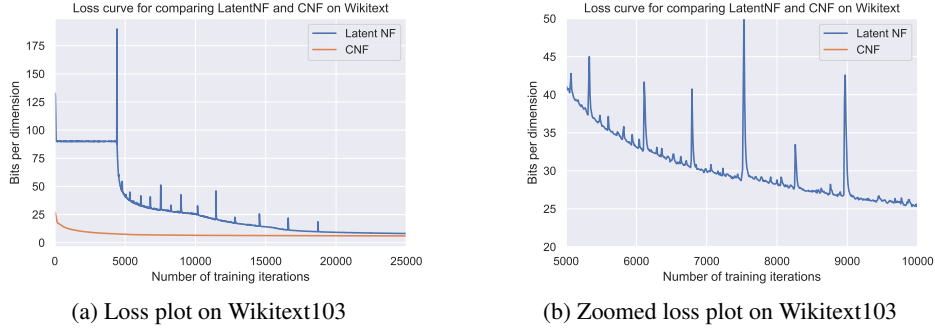 Loss curve for comparing LatentNF and CNF on Wikitext
175
150
125
100
75
50
25
0
Bits per dimension
Latent NF
CNF
0 5000 10000 15000 20000 25000
Number of training iterations
(a) Loss plot on Wikitext103
Loss curve for comparing LatentNF and CNF on Wikitext
50
45
40
35
30
25
20
Bits per dimension
Latent NF
CNF
5000 6000 7000 8000 9000 10000
Number of training iterations
(b) Zoomed loss plot on Wikitext103